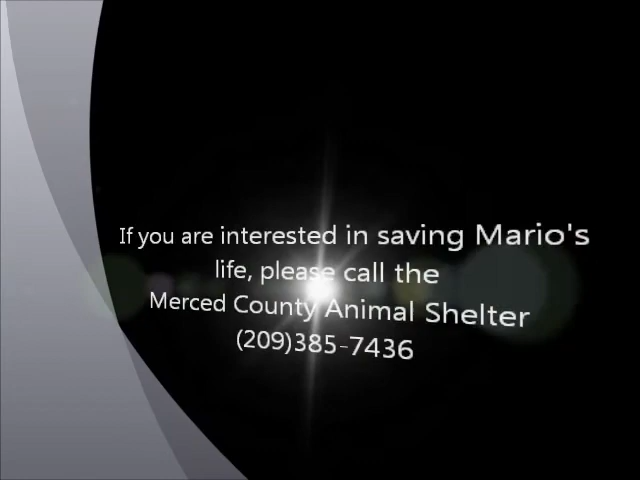 If you are interested in saving Mario's
life, please call the
Merced County Animal Shelter
(209)385-7436